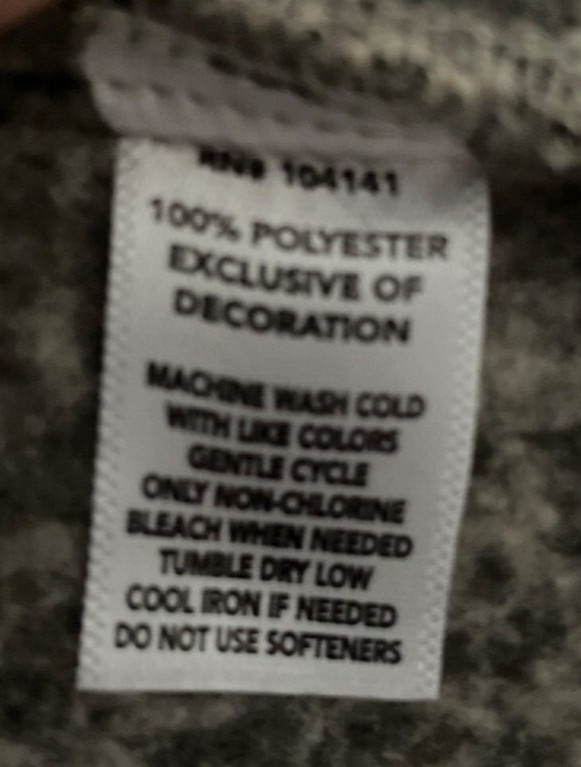 RN# 104141
100% POLYESTER
EXCLUSIVE OF
DECORATION
MACHINE WASH COLD
WITH LIKE COLORS
GENTLE CYCLE
ONLY NON-CHLORINE
BLEACH WHEN NEEDED
TUMBLE DRY LOW
COOL IRON IF NEEDED
DO NOT USE SOFTENERS